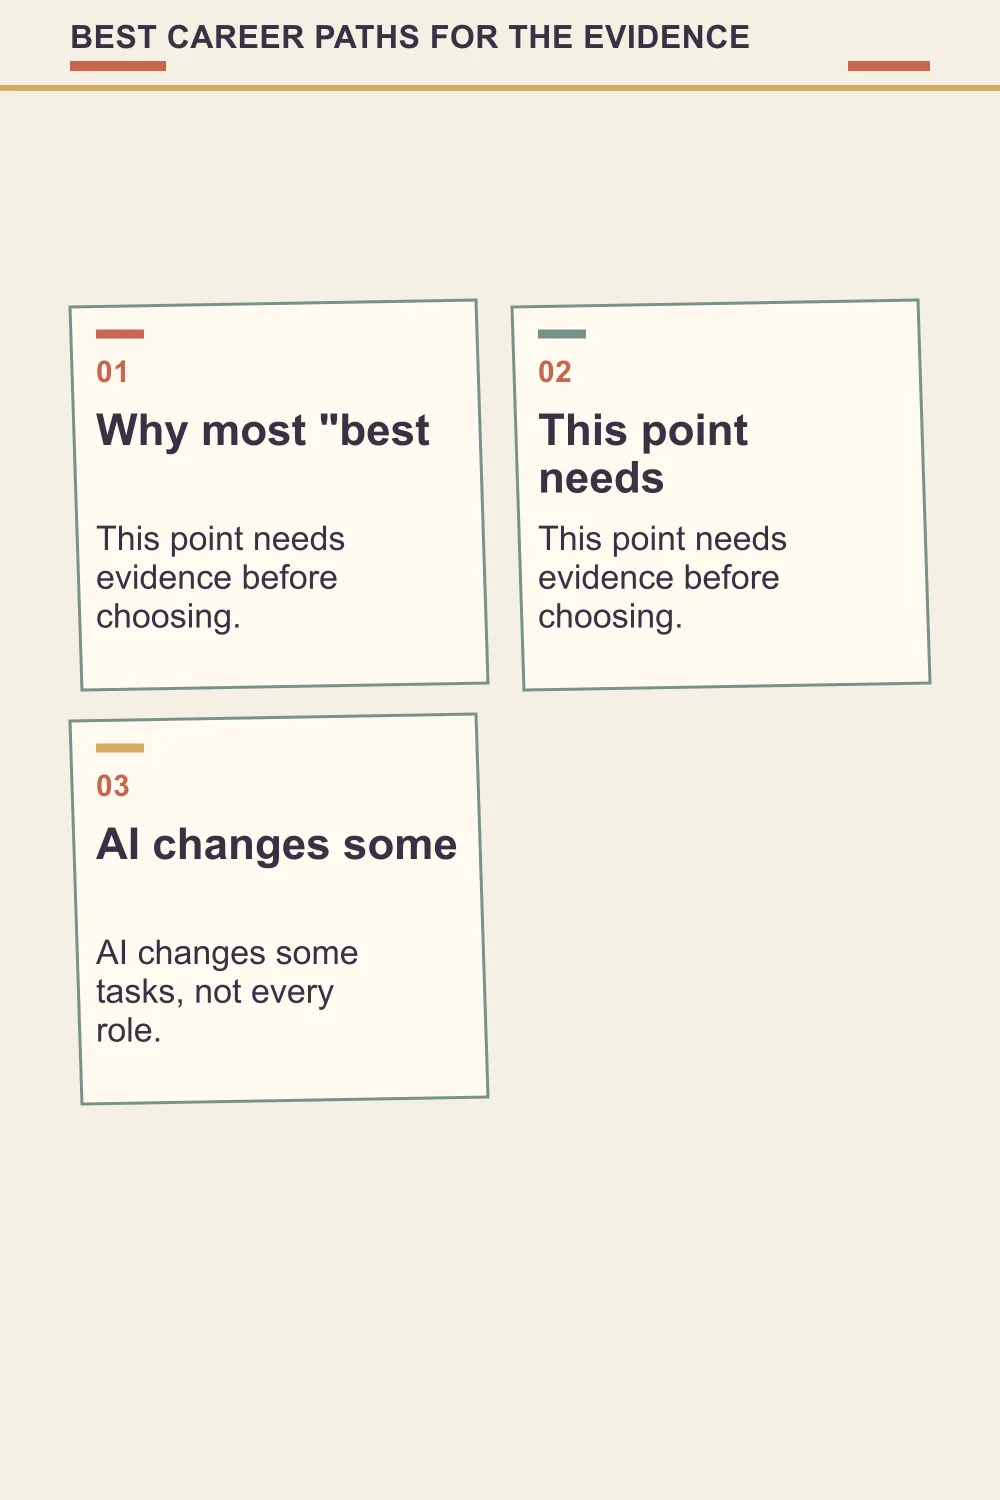 BEST CAREER PATHS FOR THE EVIDENCE
01
Why most "best
This point needs
evidence before
choosing.
02
This point
needs
This point needs
evidence before
choosing.
03
AI changes some
AI changes some
tasks, not every
role.